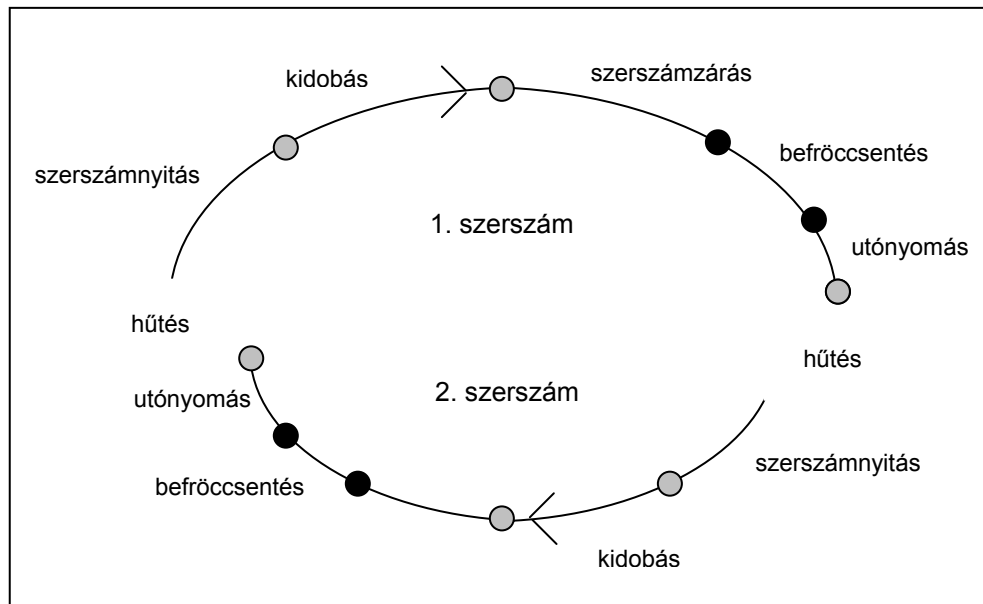 szerszámzárás
kidobás
befröccsentés
szerszámnyitás
1. szerszám
utónyomás
hűtés
hűtés
2. szerszám
utónyomás
szerszámnyitás
befröccsentés
kidobás